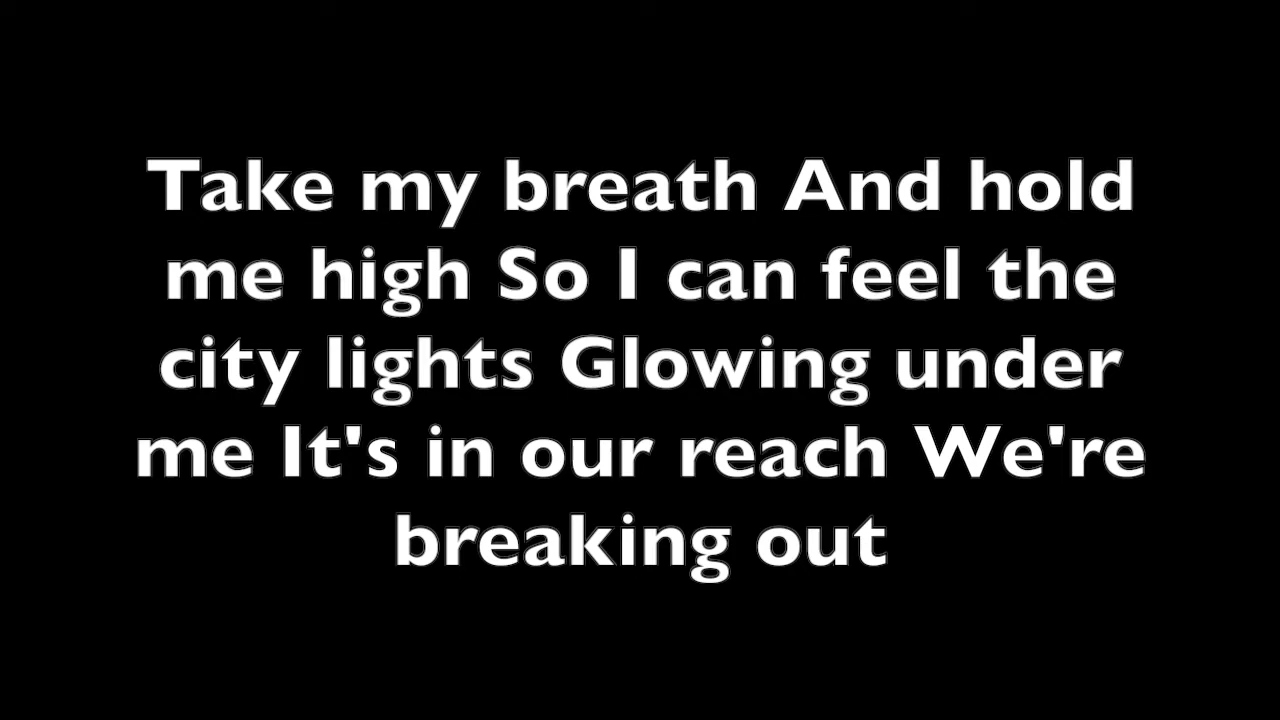 Take my breath And hold
me high So I can feel the
city lights Glowing under
me It's in our reach We're
breaking out